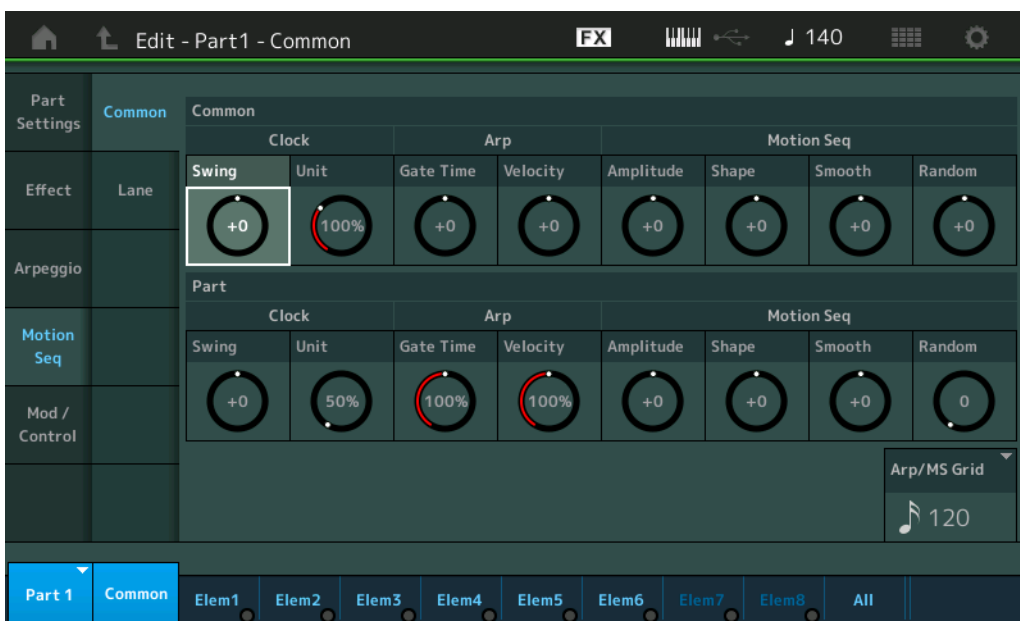 Edit - Part1 - Common FX 140
Part Settings
Common
Effect
Lane
Arpeggio
Motion Seq
Mod / Control
Common
Clock Arp Motion Seq
Swing Unit Gate Time Velocity Amplitude Shape Smooth Random
+0 100% +0 +0 +0 +0 +0 +0
Part
Clock Arp Motion Seq
Swing Unit Gate Time Velocity Amplitude Shape Smooth Random
+0 50% 100% 100% +0 +0 +0 0
Arp/MS Grid
120
Part 1 Common Elem1 Elem2 Elem3 Elem4 Elem5 Elem6 Elem7 Elem8 All